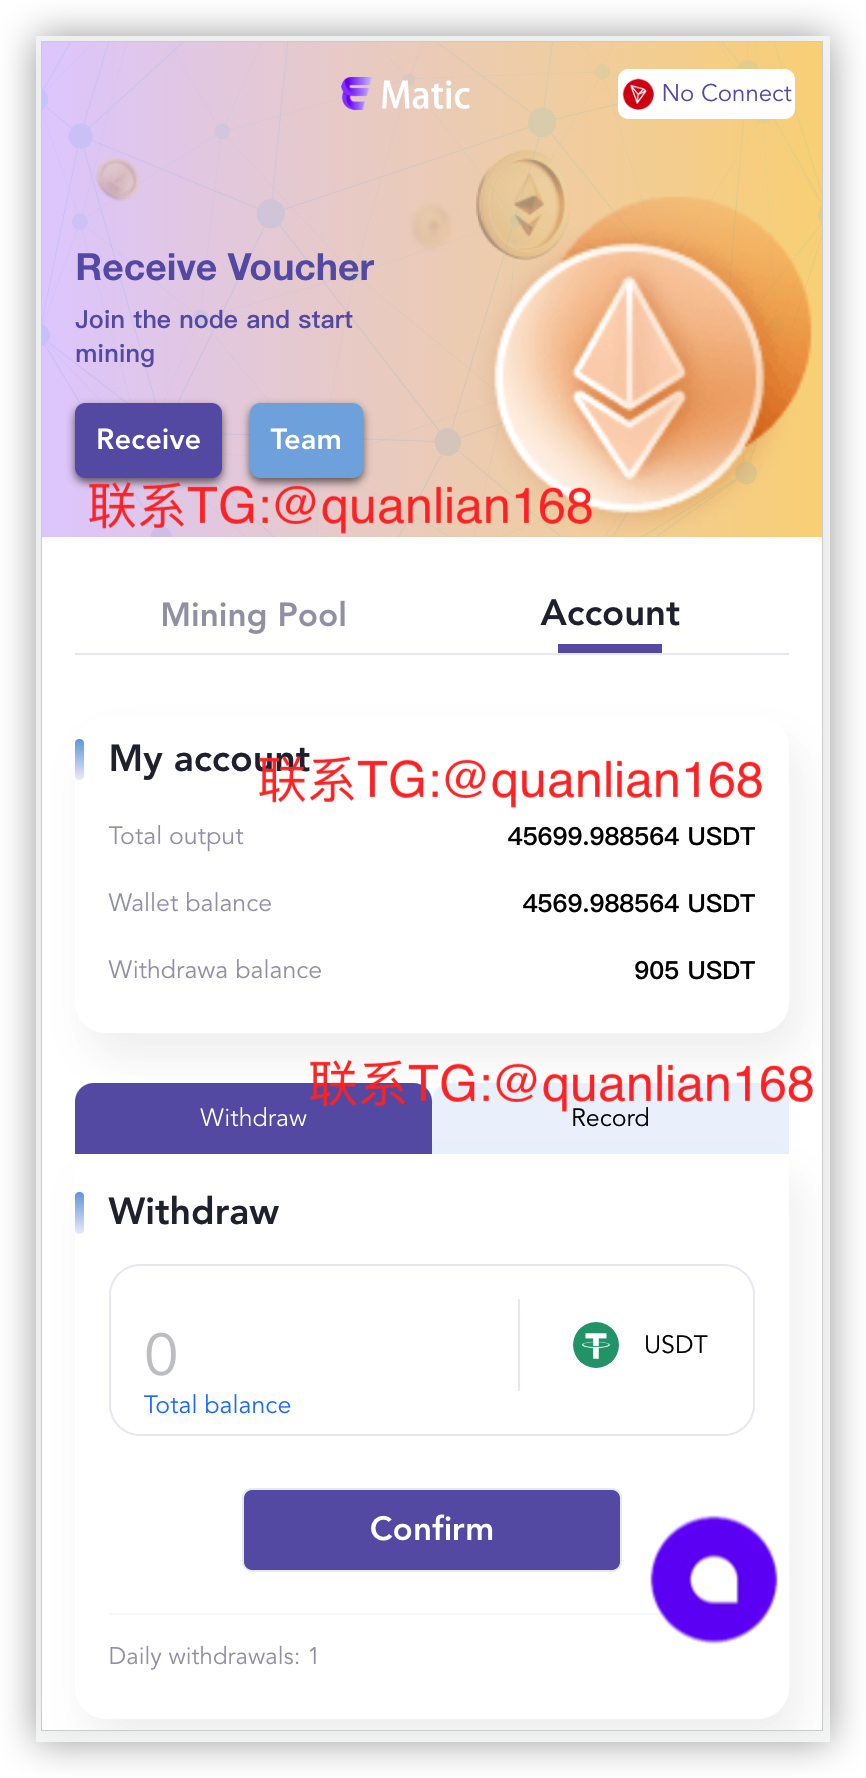 Matic
No Connect
Receive Voucher
Join the node and start
mining
Receive
Team
联系TG:@quanlian168
Mining Pool
Account
My account
联系TG:@quanlian168
Total output
45699.988564 USDT
Wallet balance
4569.988564 USDT
Withdrawa balance
905 USDT
联系TG:@quanlian168
Withdraw
Record
Withdraw
0
USDT
Total balance
Confirm
Daily withdrawals: 1